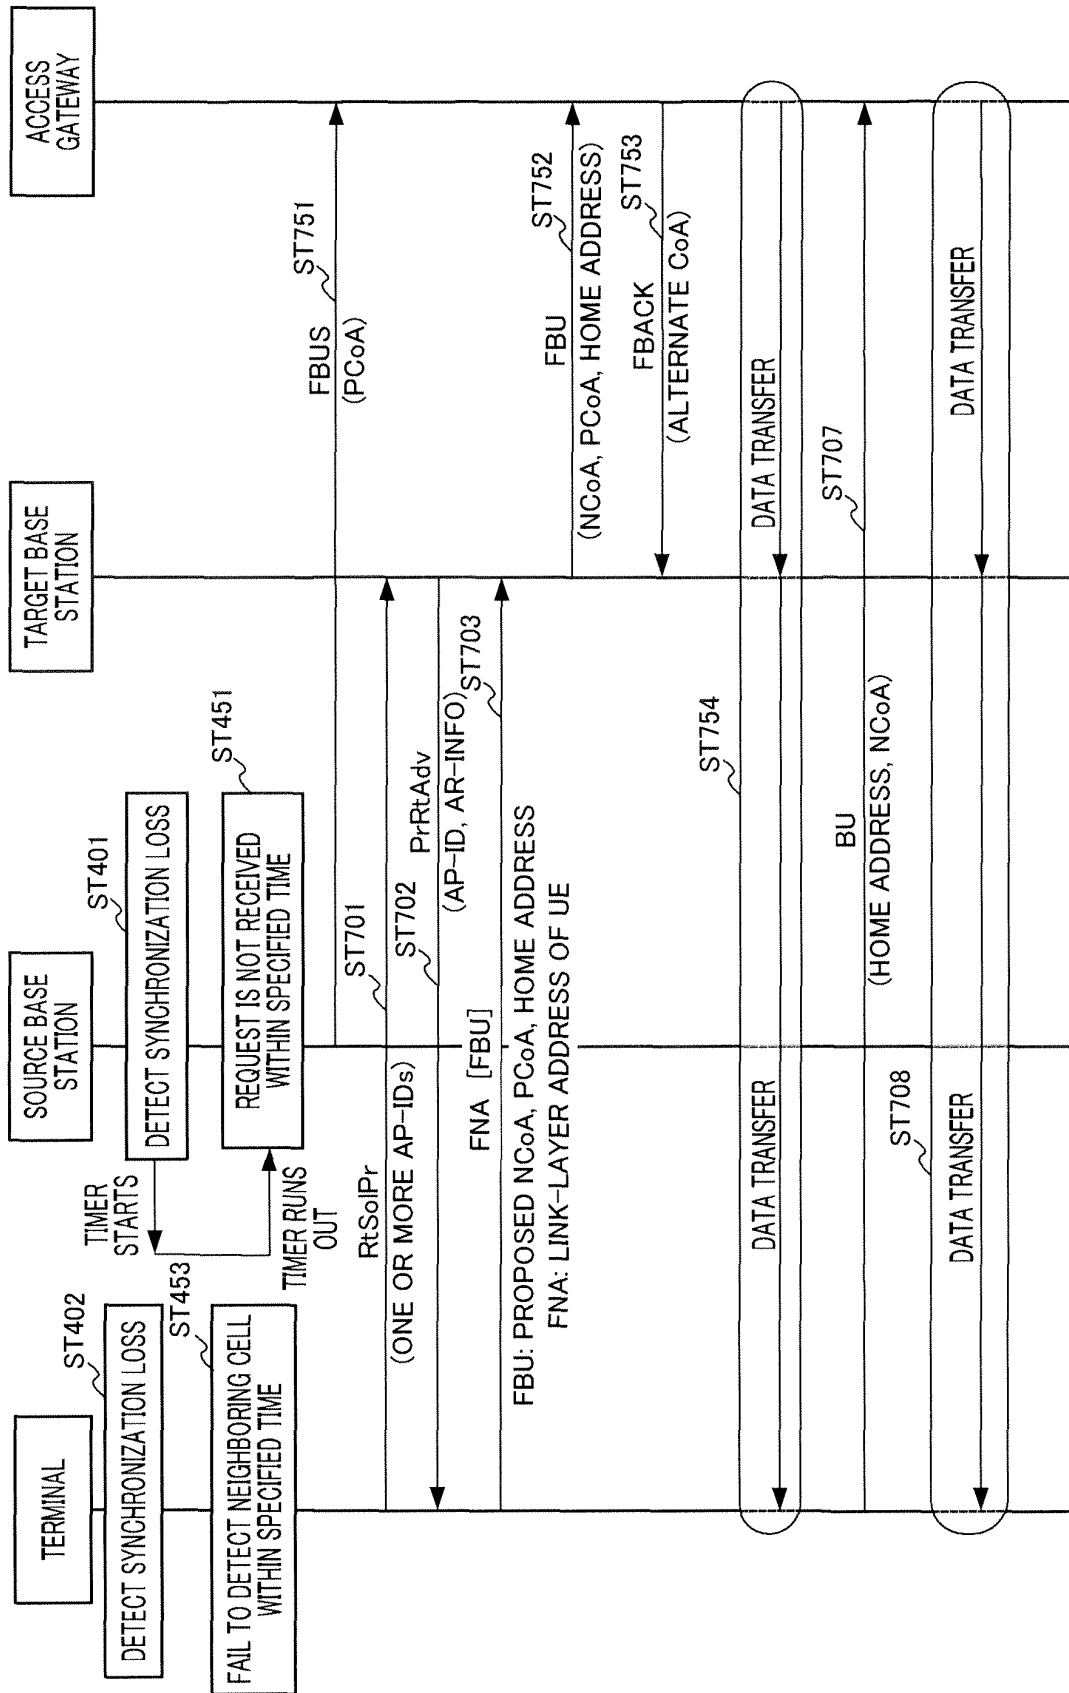 TERMINAL
SOURCE BASE
STATION
TARGET BASE
STATION
ACCESS
GATEWAY
ST402
DETECT SYNCHRONIZATION LOSS
ST401
DETECT SYNCHRONIZATION LOSS
TIMER
STARTS
ST453
FAIL TO DETECT NEIGHBORING CELL
WITHIN SPECIFIED TIME
ST451
REQUEST IS NOT RECEIVED
WITHIN SPECIFIED TIME
TIMER RUNS
OUT
FBUS
ST751
(PCoA)
RtSolPr
ST701
(ONE OR MORE AP-IDs)
ST702
PrRtAdv
(AP-ID, AR-INFO)
FNA [FBU]
ST703
FBU: PROPOSED NCoA, PCoA, HOME ADDRESS
FNA: LINK-LAYER ADDRESS OF UE
FBU
ST752
(NCoA, PCoA, HOME ADDRESS)
FBACK
ST753
(ALTERNATE CoA)
ST754
DATA TRANSFER
DATA TRANSFER
BU
ST707
(HOME ADDRESS, NCoA)
ST708
DATA TRANSFER
DATA TRANSFER